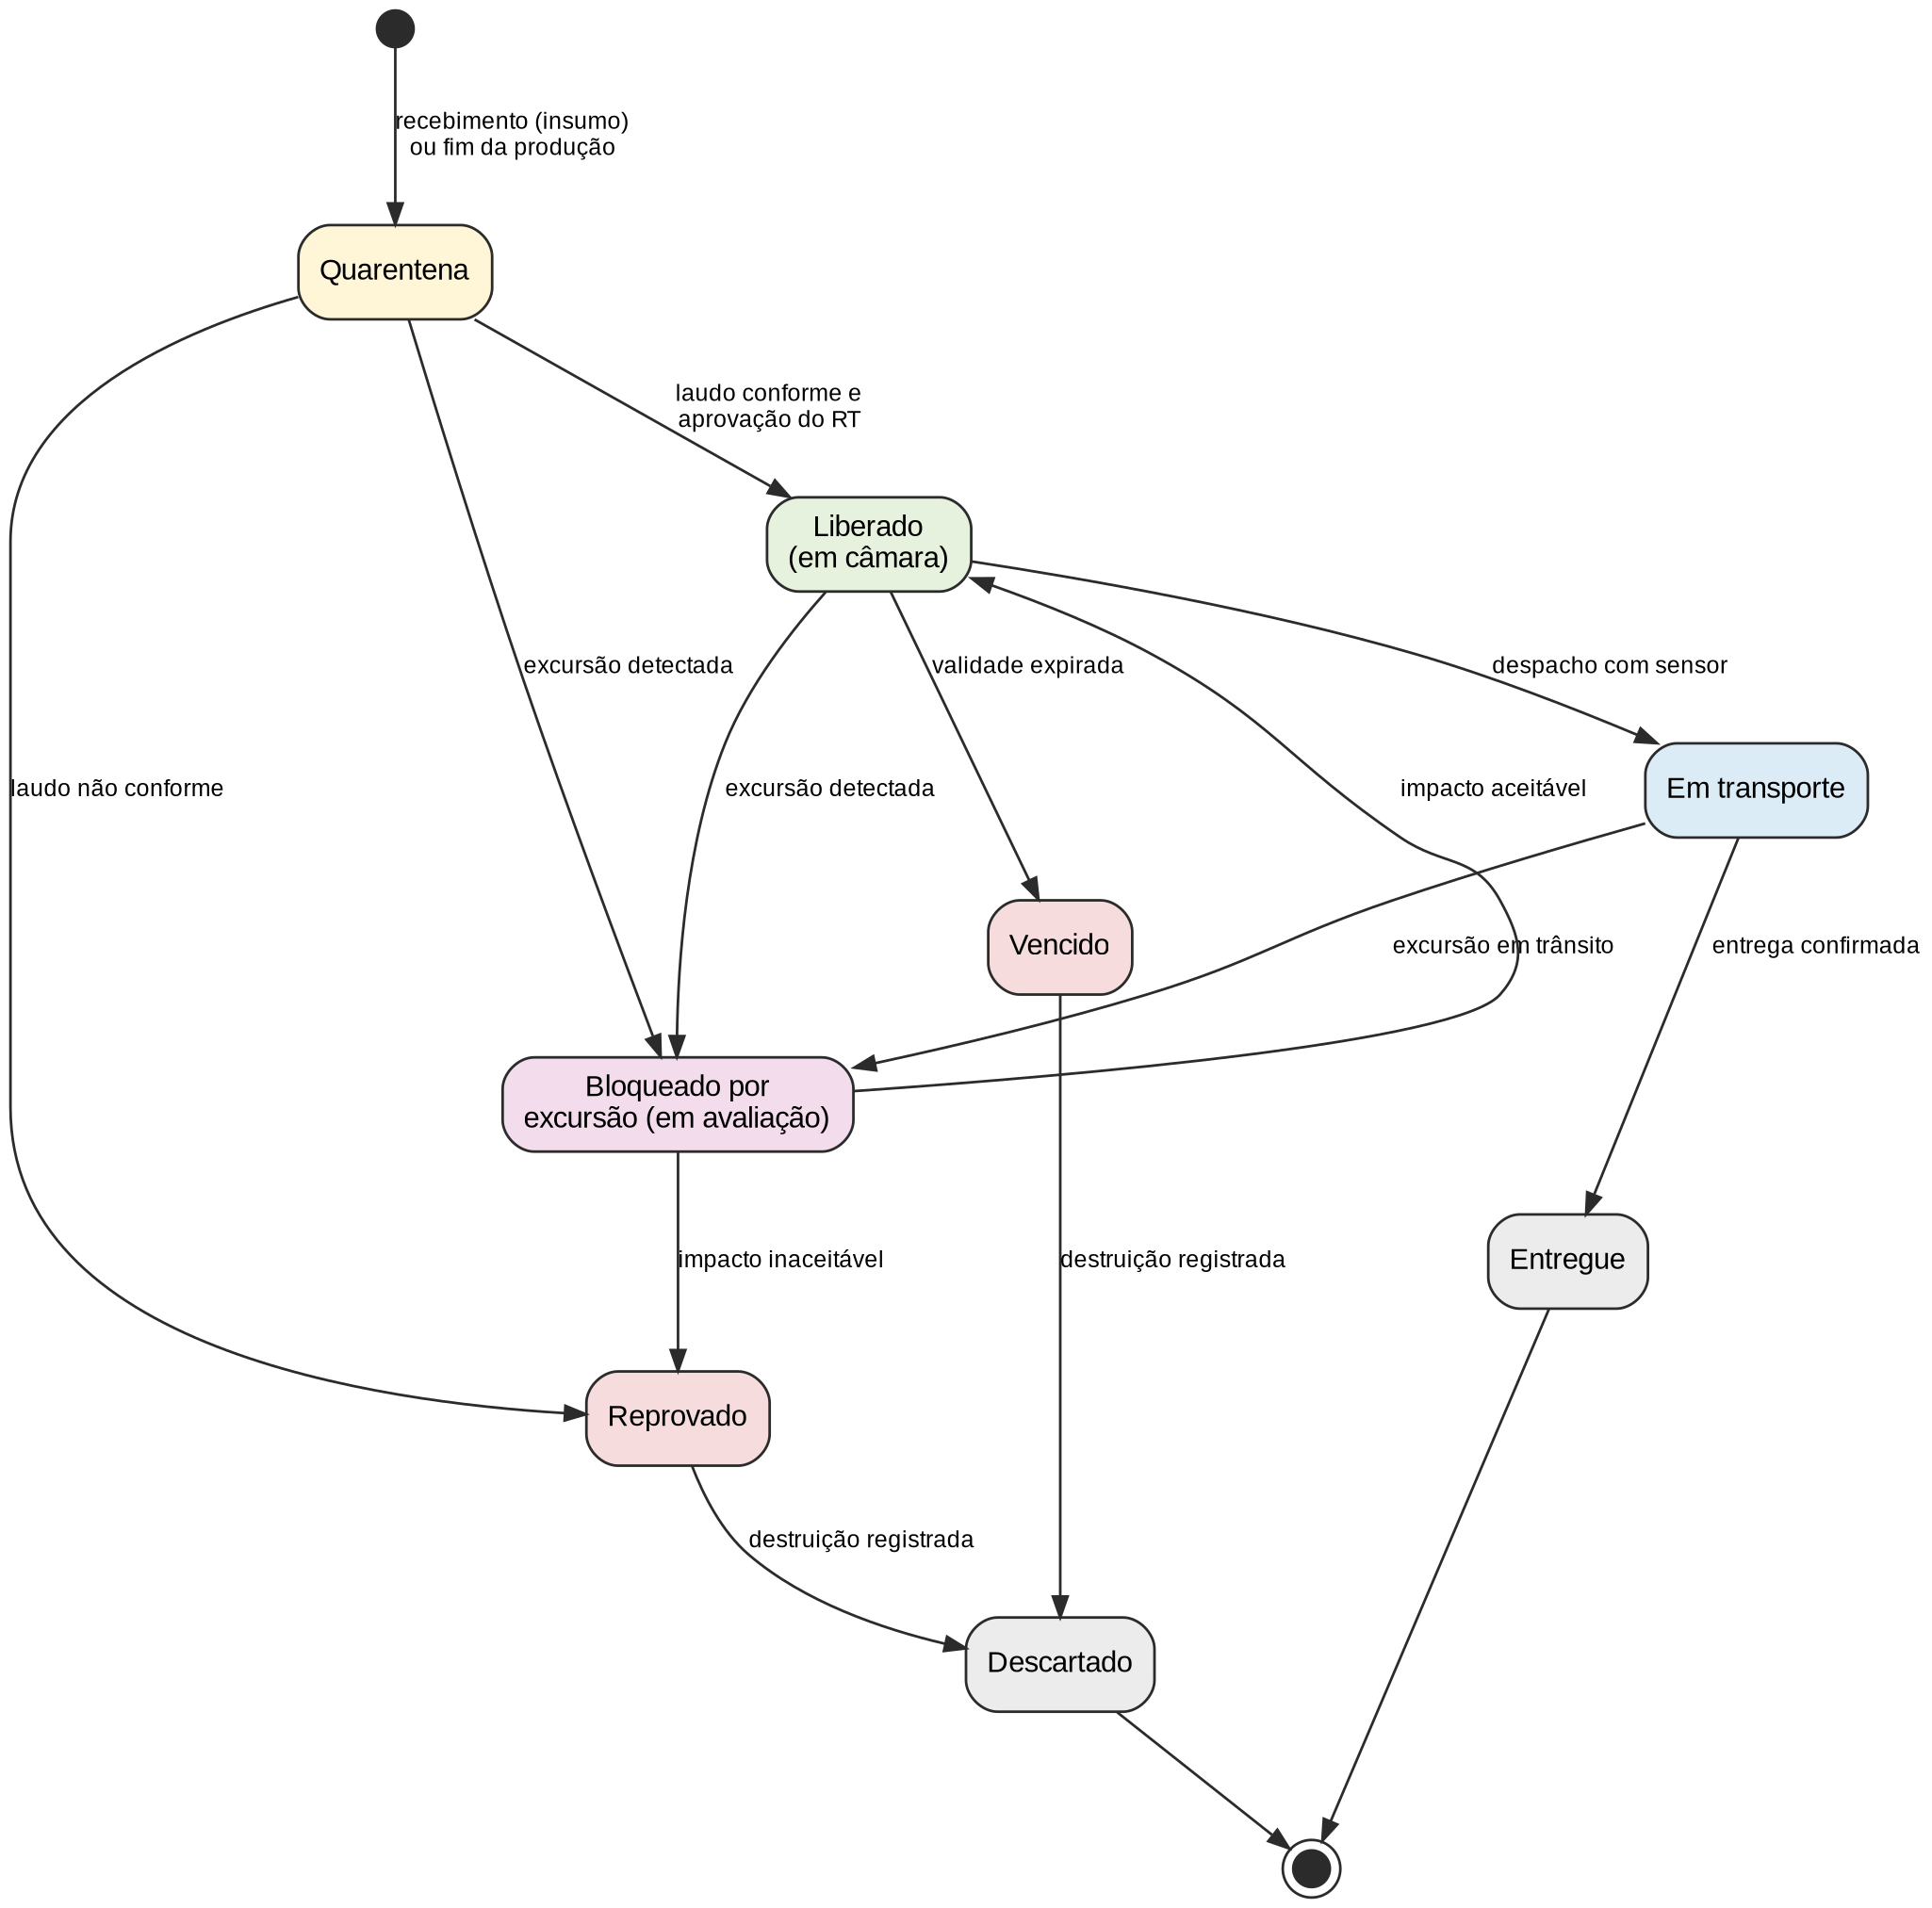 recebimento (insumo)
ou fim da produção
Quarentena
laudo conforme e
aprovação do RT
Liberado
(em câmara)
excursão detectada
validade expirada
despacho com sensor
laudo não conforme
excursão detectada
impacto aceitável
Em transporte
Vencido
excursão em trânsito
entrega confirmada
Bloqueado por
excursão (em avaliação)
impacto inaceitável
destruição registrada
Entregue
Reprovado
destruição registrada
Descartado